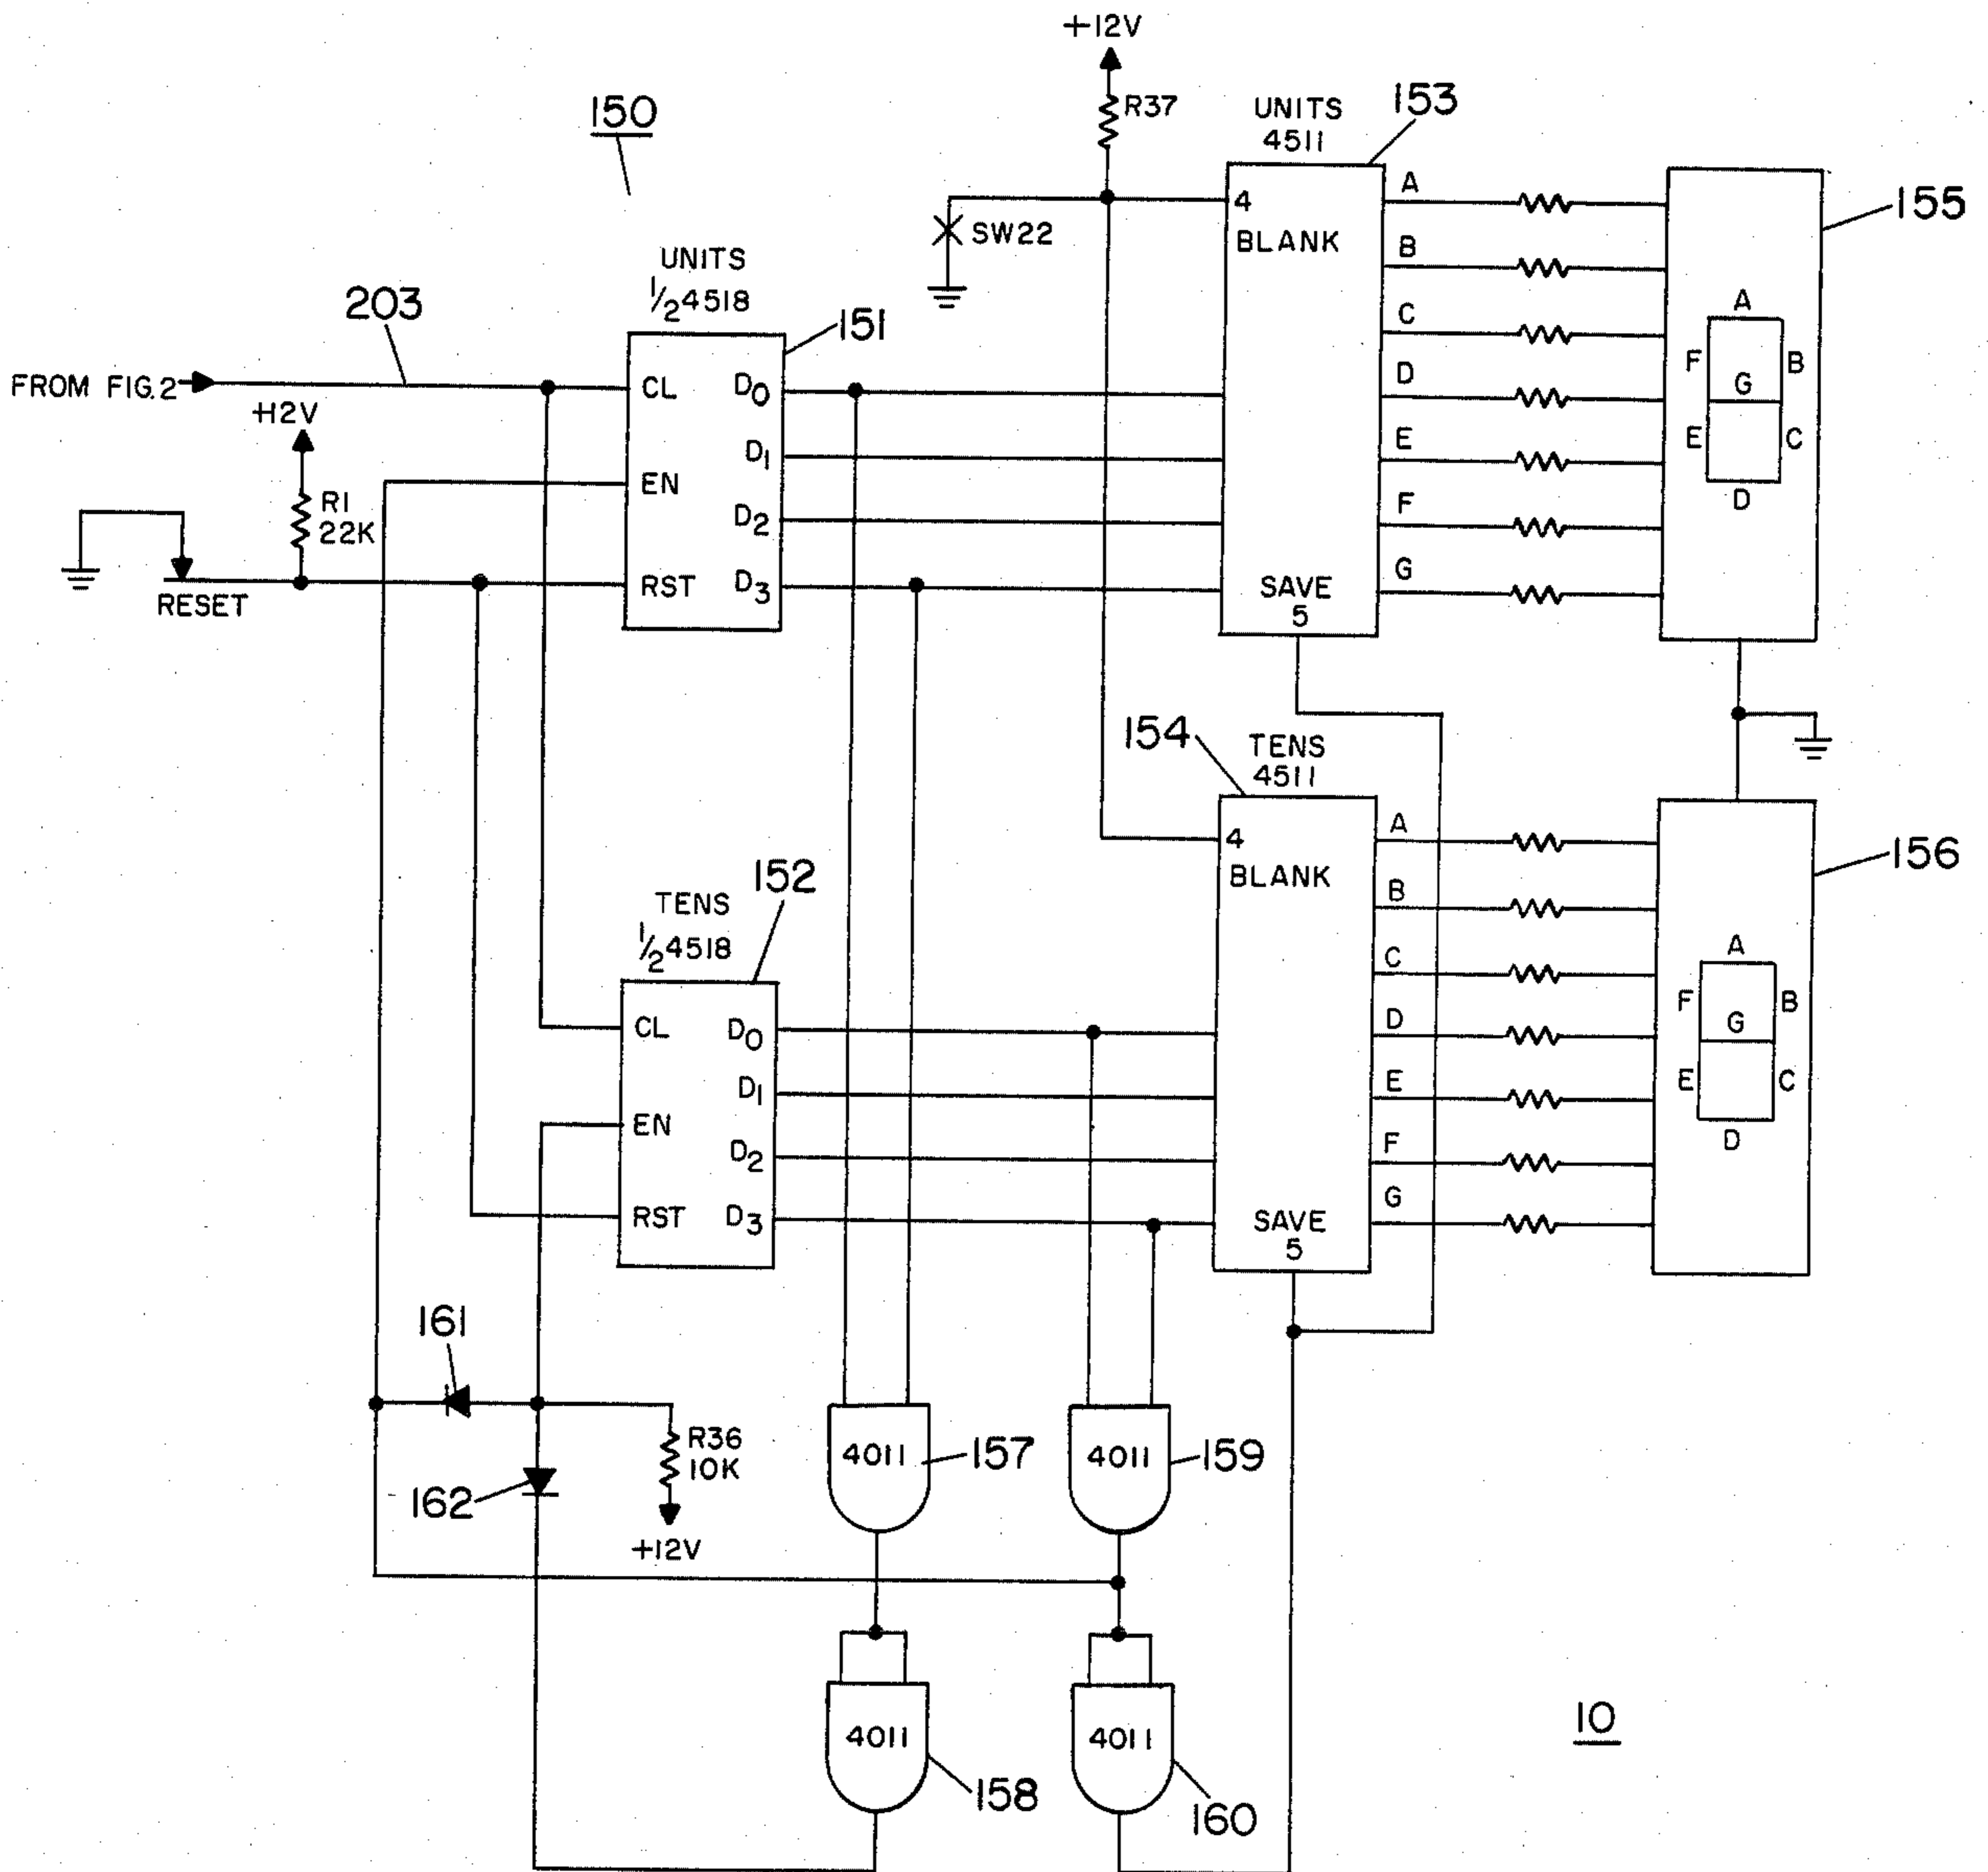 +12V
R37
150
UNITS
4511
153
4
BLANK
SW22
A
B
C
D
E
F
G
SAVE
5
155
A
F
B
G
E
C
D
UNITS
1/2 4518
151
203
FROM FIG. 2
CL
EN
RST
D0
D1
D2
D3
+12V
R1
22K
RESET
154
TENS
4511
4
BLANK
A
B
C
D
E
F
G
SAVE
5
156
A
F
B
G
E
C
D
152
TENS
1/2 4518
CL
EN
RST
D0
D1
D2
D3
161
162
R36
10K
+12V
4011
157
4011
159
4011
158
4011
160
10